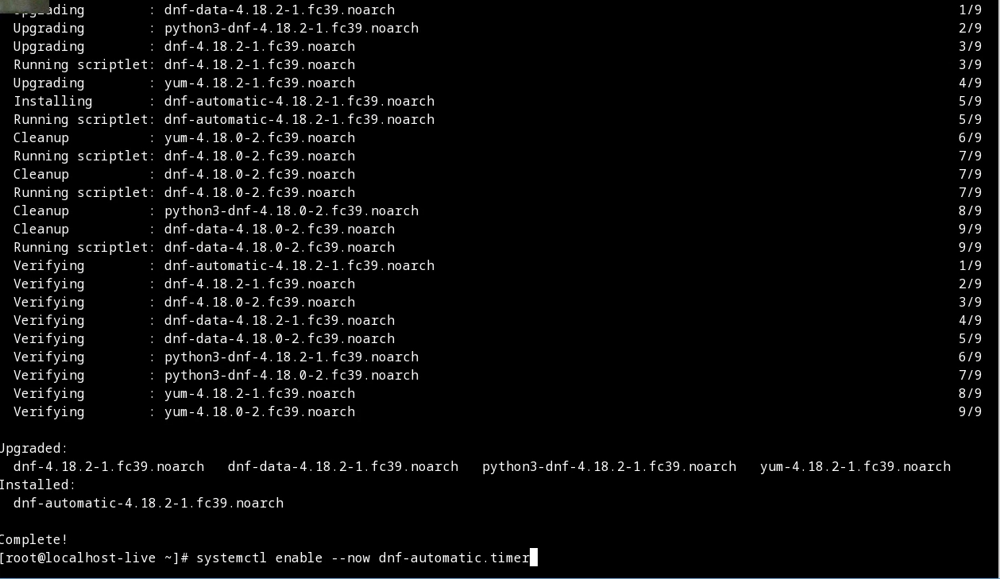 Upgrading        : dnf-data-4.18.2-1.fc39.noarch 1/9
Upgrading        : python3-dnf-4.18.2-1.fc39.noarch 2/9
Upgrading        : dnf-4.18.2-1.fc39.noarch 3/9
Running scriptlet: dnf-4.18.2-1.fc39.noarch 3/9
Upgrading        : yum-4.18.2-1.fc39.noarch 4/9
Installing       : dnf-automatic-4.18.2-1.fc39.noarch 5/9
Running scriptlet: dnf-automatic-4.18.2-1.fc39.noarch 5/9
Cleanup          : yum-4.18.0-2.fc39.noarch 6/9
Running scriptlet: dnf-4.18.0-2.fc39.noarch 7/9
Cleanup          : dnf-4.18.0-2.fc39.noarch 7/9
Running scriptlet: dnf-4.18.0-2.fc39.noarch 7/9
Cleanup          : python3-dnf-4.18.0-2.fc39.noarch 8/9
Cleanup          : dnf-data-4.18.0-2.fc39.noarch 9/9
Running scriptlet: dnf-data-4.18.0-2.fc39.noarch 9/9
Verifying        : dnf-automatic-4.18.2-1.fc39.noarch 1/9
Verifying        : dnf-4.18.2-1.fc39.noarch 2/9
Verifying        : dnf-4.18.0-2.fc39.noarch 3/9
Verifying        : dnf-data-4.18.2-1.fc39.noarch 4/9
Verifying        : dnf-data-4.18.0-2.fc39.noarch 5/9
Verifying        : python3-dnf-4.18.2-1.fc39.noarch 6/9
Verifying        : python3-dnf-4.18.0-2.fc39.noarch 7/9
Verifying        : yum-4.18.2-1.fc39.noarch 8/9
Verifying        : yum-4.18.0-2.fc39.noarch 9/9
Upgraded:
dnf-4.18.2-1.fc39.noarch   dnf-data-4.18.2-1.fc39.noarch   python3-dnf-4.18.2-1.fc39.noarch   yum-4.18.2-1.fc39.noarch
Installed:
dnf-automatic-4.18.2-1.fc39.noarch
Complete!
[root@localhost-live ~]# systemctl enable --now dnf-automatic.timer